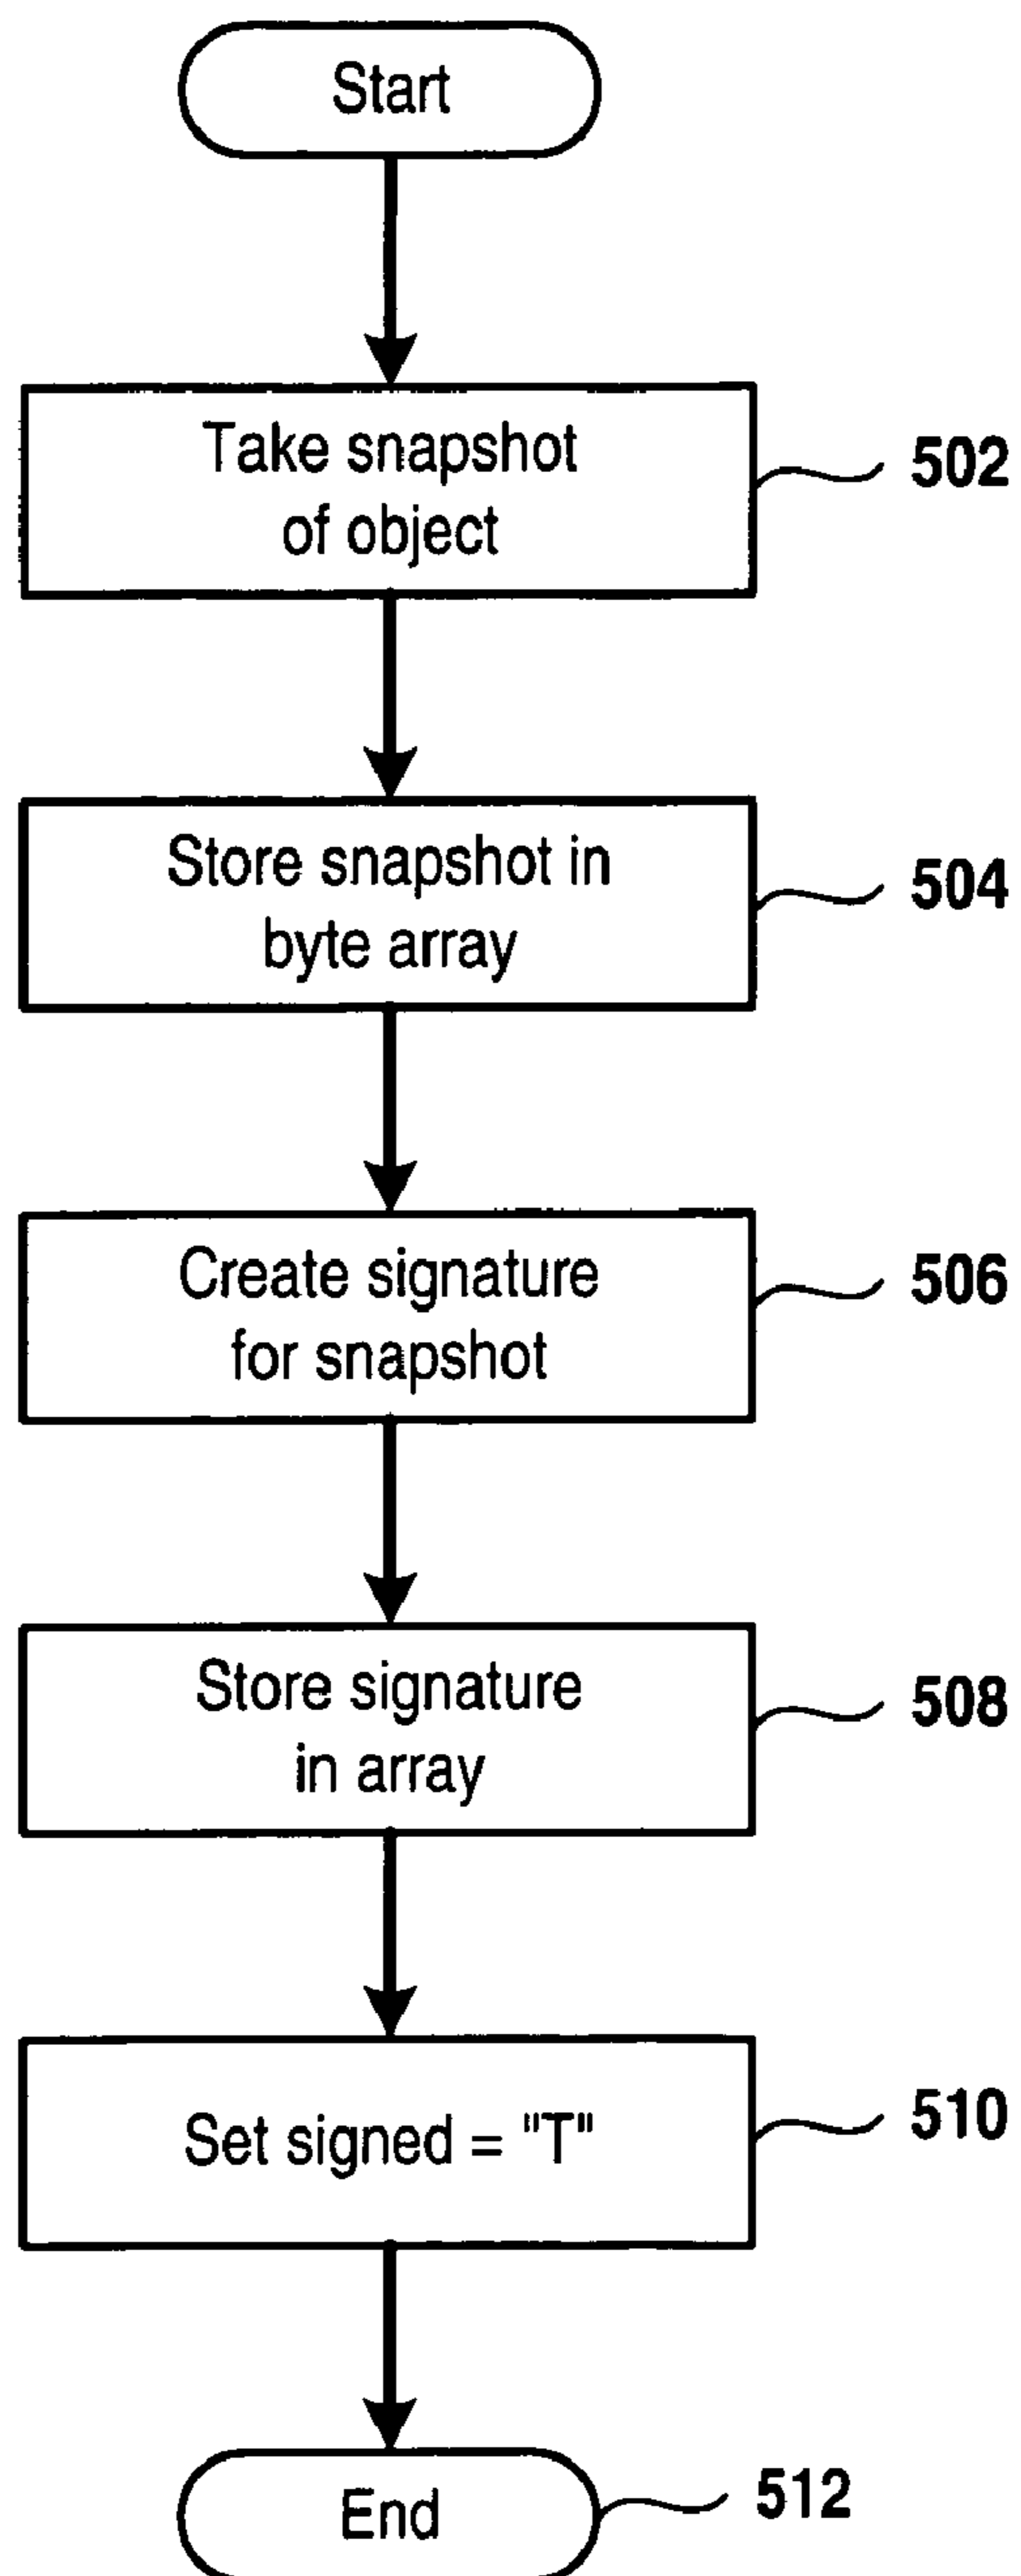 Start
Take snapshot
of object
502
Store snapshot in
byte array
504
Create signature
for snapshot
506
Store signature
in array
508
Set signed = "T"
510
End
512